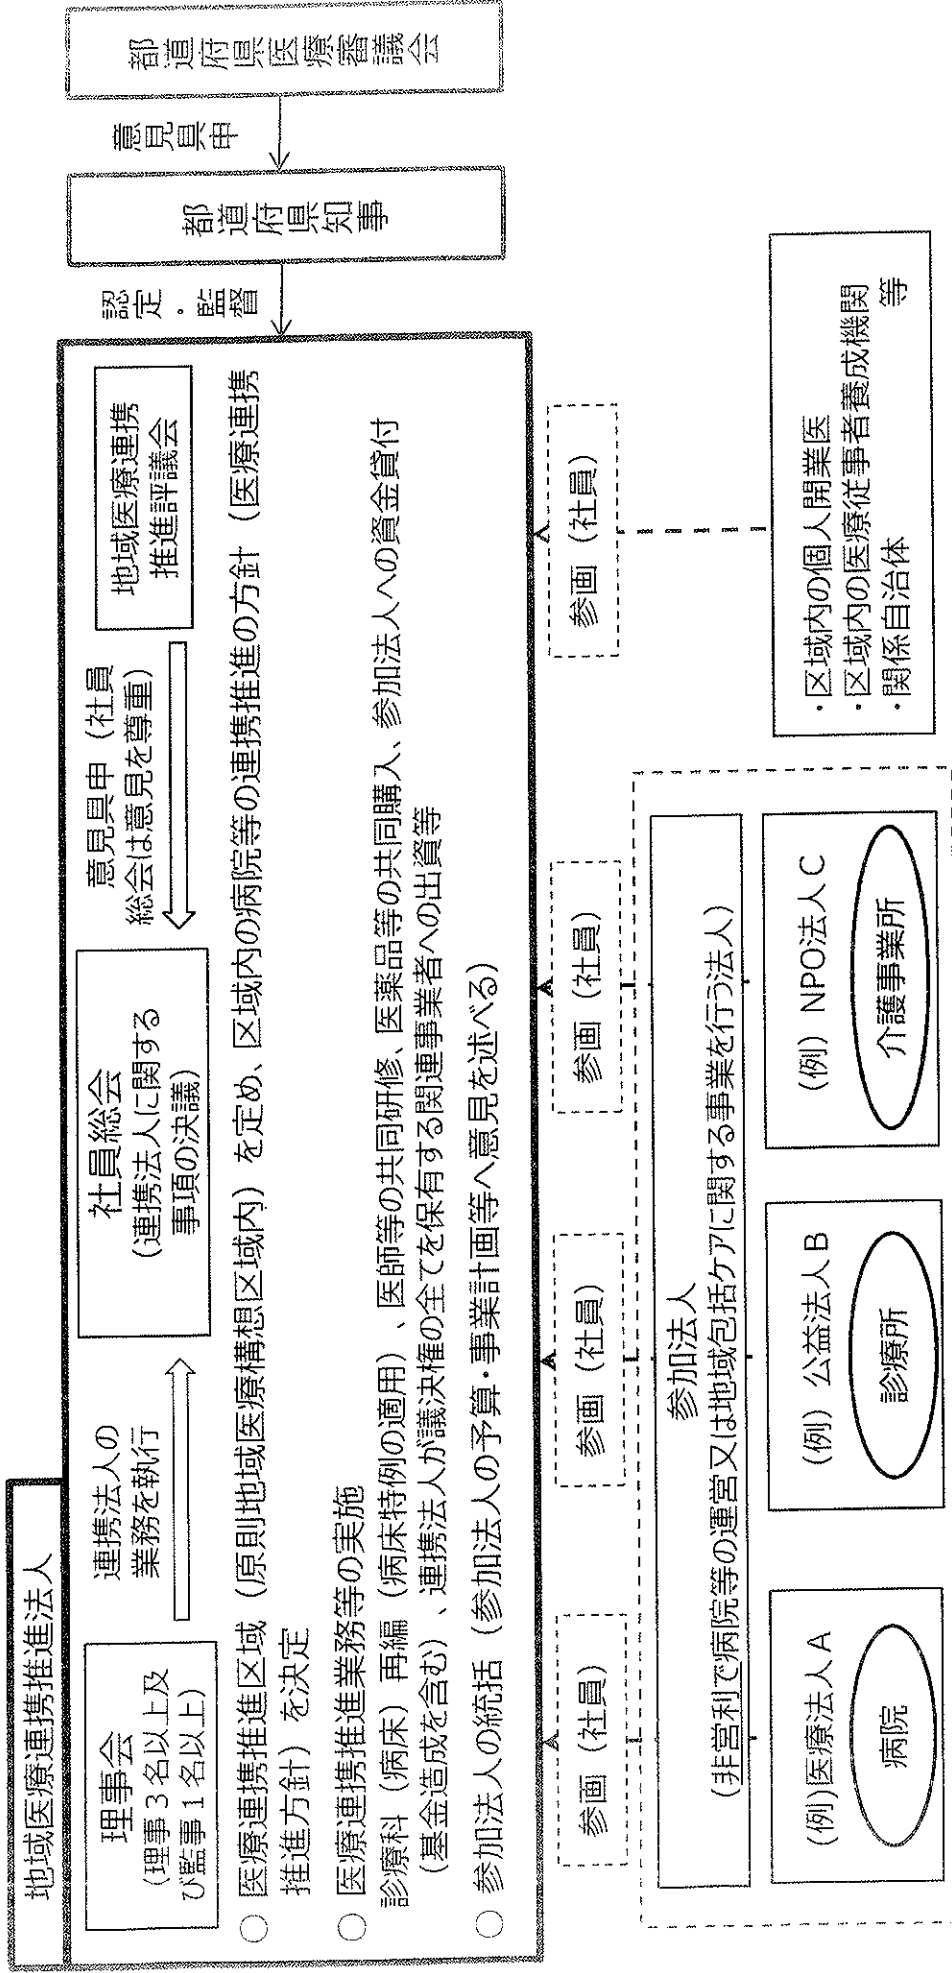 地域医療連携推進法人
理事会
(理事3名以上及
び監事1名以上)
連携法人の
業務を執行
社員総会
(連携法人に関する
事項の決議)
意見具申(社員
総会は意見を尊重)
地域医療連携
推進評議会
認定・監督
都道府県知事
意見具申
都道府県医療審議会
○ 医療連携推進区域(原則地域医療構想区域内)を定め、区域内の病院等の連携推進の方針(医療連携
推進方針)を決定
○ 医療連携推進業務等の実施
診療科(病床)再編(病床特例の適用)、医師等の共同研修、医薬品等の共同購入、参加法人への資金貸付
(基金造成を含む)、連携法人が議決権の全てを保有する関連事業者への出資等
○ 参加法人の統括(参加法人の予算・事業計画等へ意見を述べる)
参画(社員)
参画(社員)
参画(社員)
参画(社員)
参加法人
(非営利で病院等の運営又は地域包括ケアに関する事業を行う法人)
(例)医療法人A
病院
(例)公益法人B
診療所
(例)NPO法人C
介護事業所
・区域内の個人開業医
・区域内の医療従事者養成機関
・関係自治体 等